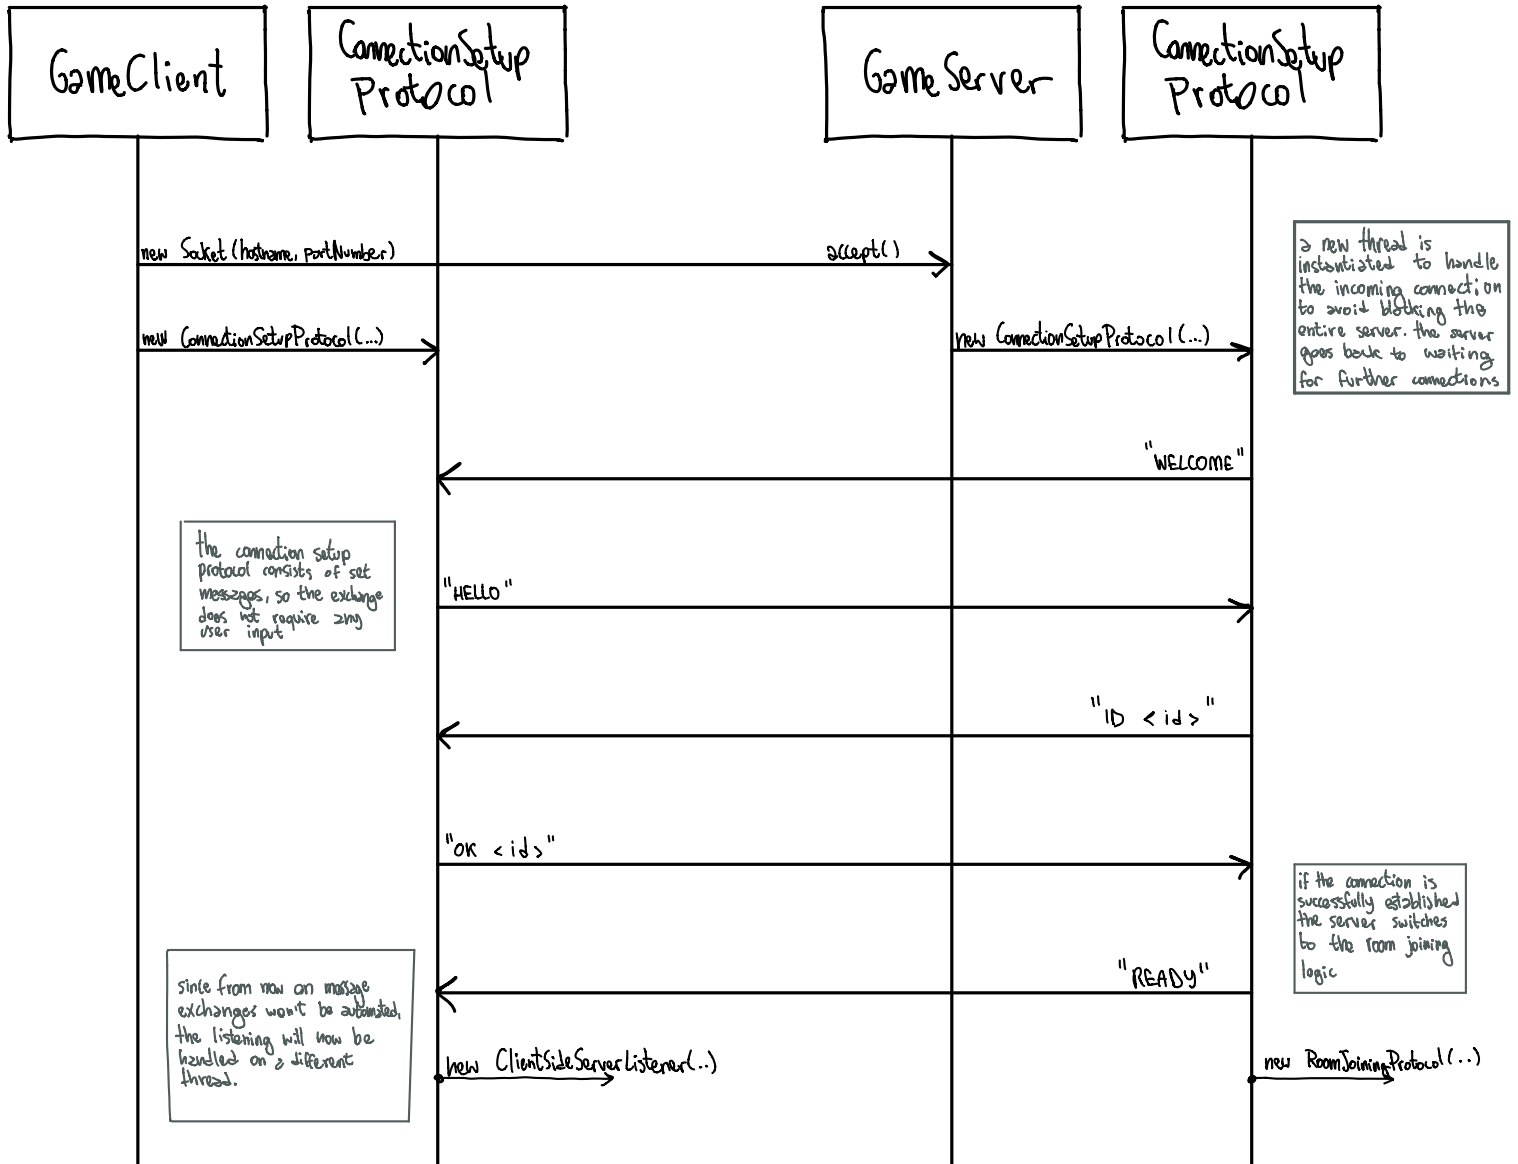 GameClient
ConnectionSetup
Protocol
GameServer
ConnectionSetup
Protocol
new Socket(hostname, portNumber)
accept()
a new thread is
instantiated to handle
the incoming connection
to avoid blocking the
entire server. the server
goes back to waiting
for further connections
new ConnectionSetupProtocol(...)
new ConnectionSetupProtocol(...)
"WELCOME"
the connection setup
protocol consists of set
messages, so the exchange
does not require any
user input
"HELLO"
"ID <id>"
"OK <id>"
if the connection is
successfully established
the server switches
to the room joining
logic
"READY"
since from now on message
exchanges won't be automated,
the listening will now be
handled on a different
thread.
new ClientSideServerListener(..)
new RoomJoiningProtocol(..)